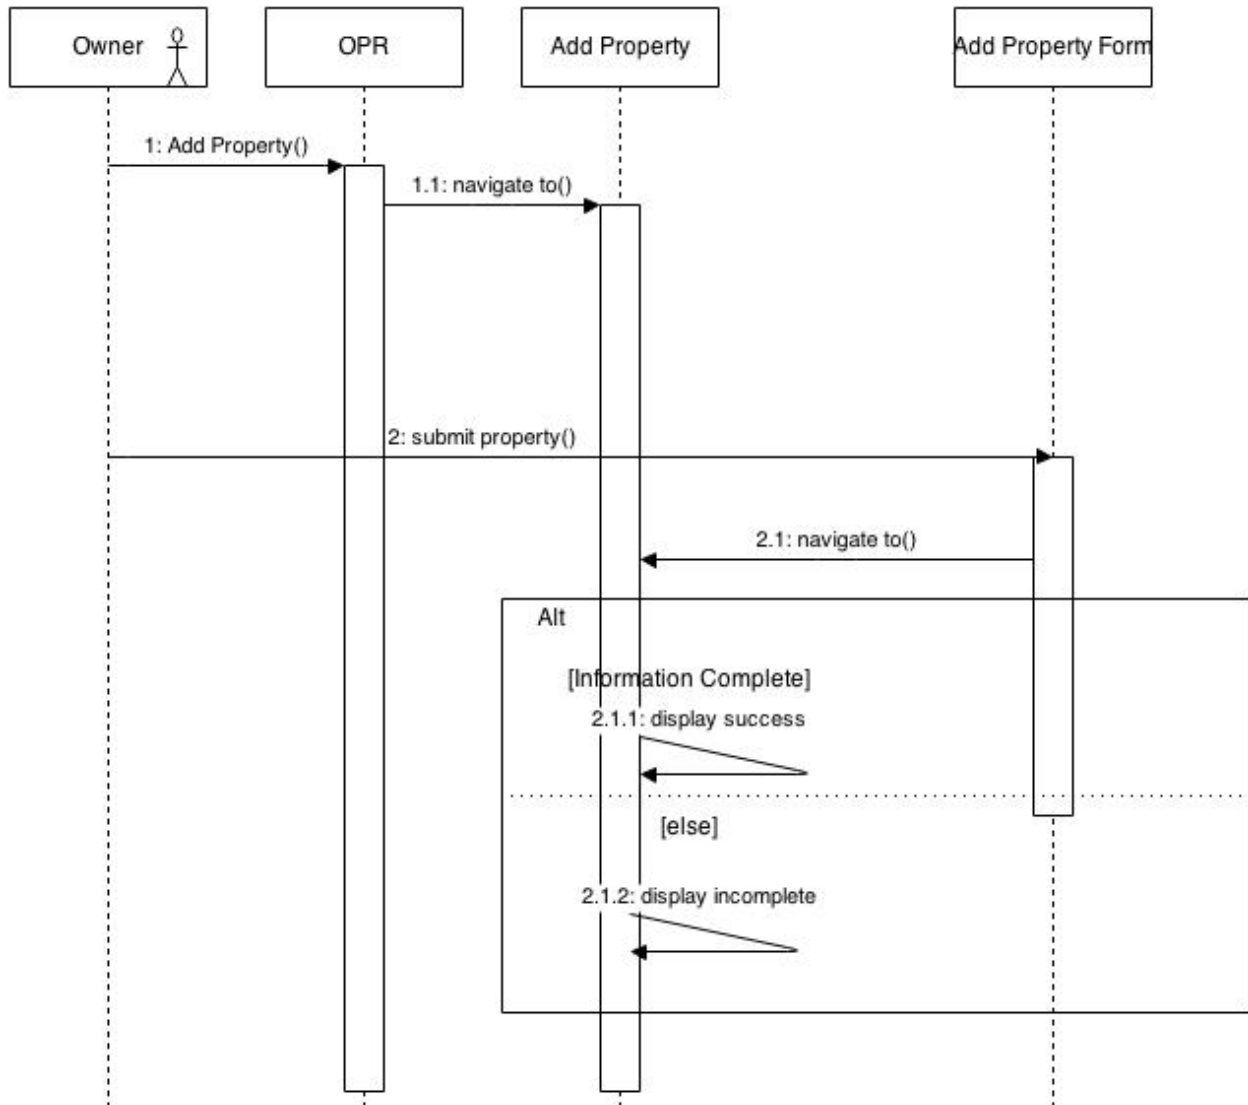 Owner
OPR
Add Property
Add Property Form
1: Add Property()
1.1: navigate to()
2: submit property()
2.1: navigate to()
Alt
[Information Complete]
2.1.1: display success
[else]
2.1.2: display incomplete